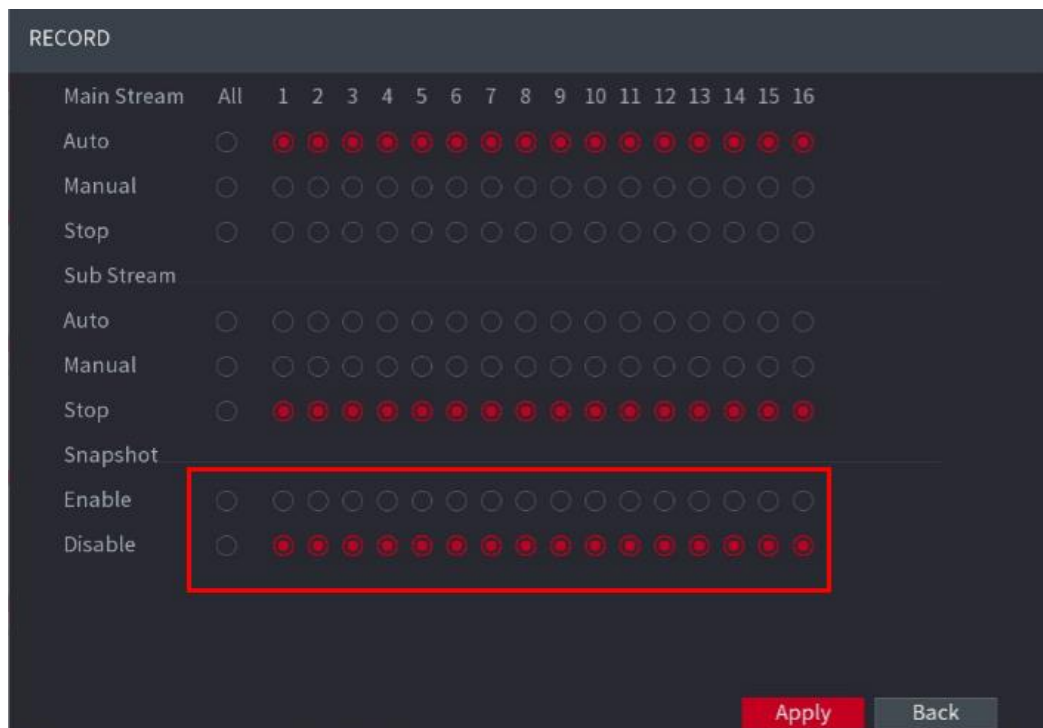 RECORD
Main Stream All 1 2 3 4 5 6 7 8 9 10 11 12 13 14 15 16
Auto
Manual
Stop
Sub Stream
Auto
Manual
Stop
Snapshot
Enable
Disable
Apply Back